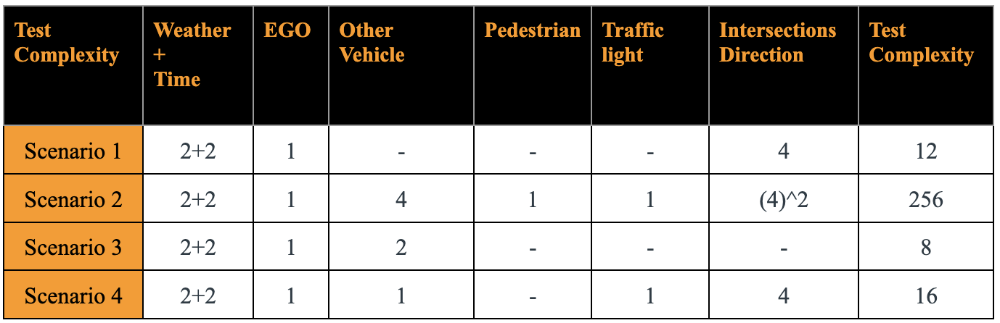 Test Complexity Weather + Time EGO Other Vehicle Pedestrian Traffic light Intersections Direction Test Complexity
Scenario 1 2+2 1 - - - 4 12
Scenario 2 2+2 1 4 1 1 (4)^2 256
Scenario 3 2+2 1 2 - - - 8
Scenario 4 2+2 1 1 - 1 4 16